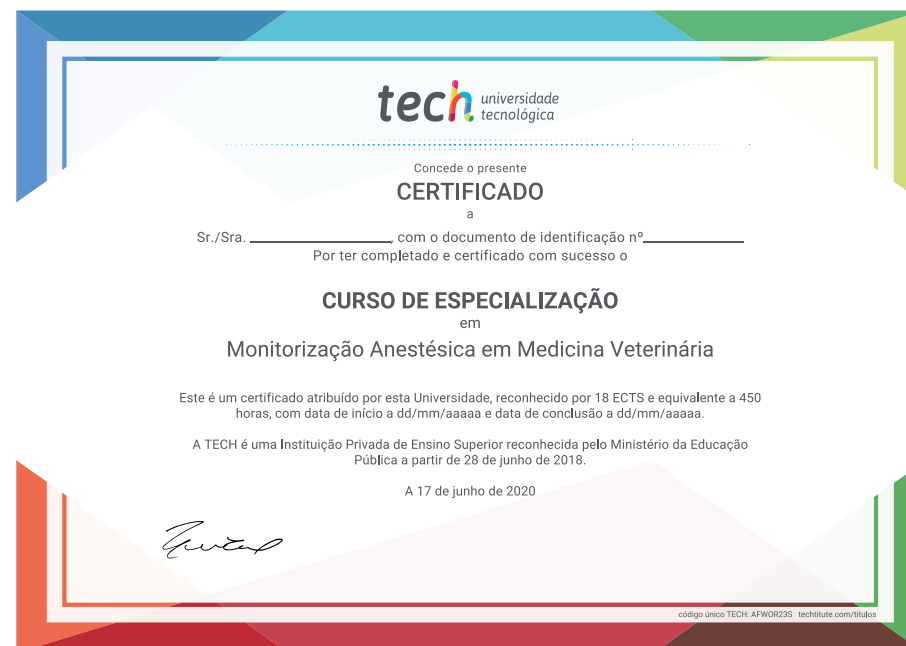 tech universidade
tecnológica
Concede o presente
CERTIFICADO
a
Sr./Sra. ________________, com o documento de identificação nº____________
Por ter completado e certificado com sucesso o
CURSO DE ESPECIALIZAÇÃO
em
Monitorização Anestésica em Medicina Veterinária
Este é um certificado atribuído por esta Universidade, reconhecido por 18 ECTS e equivalente a 450
horas, com data de início a dd/mm/aaaaa e data de conclusão a dd/mm/aaaaa.
A TECH é uma Instituição Privada de Ensino Superior reconhecida pelo Ministério da Educação
Pública a partir de 28 de junho de 2018.
A 17 de junho de 2020
código único TECH: AFWOR23S techtitute.com/titulos